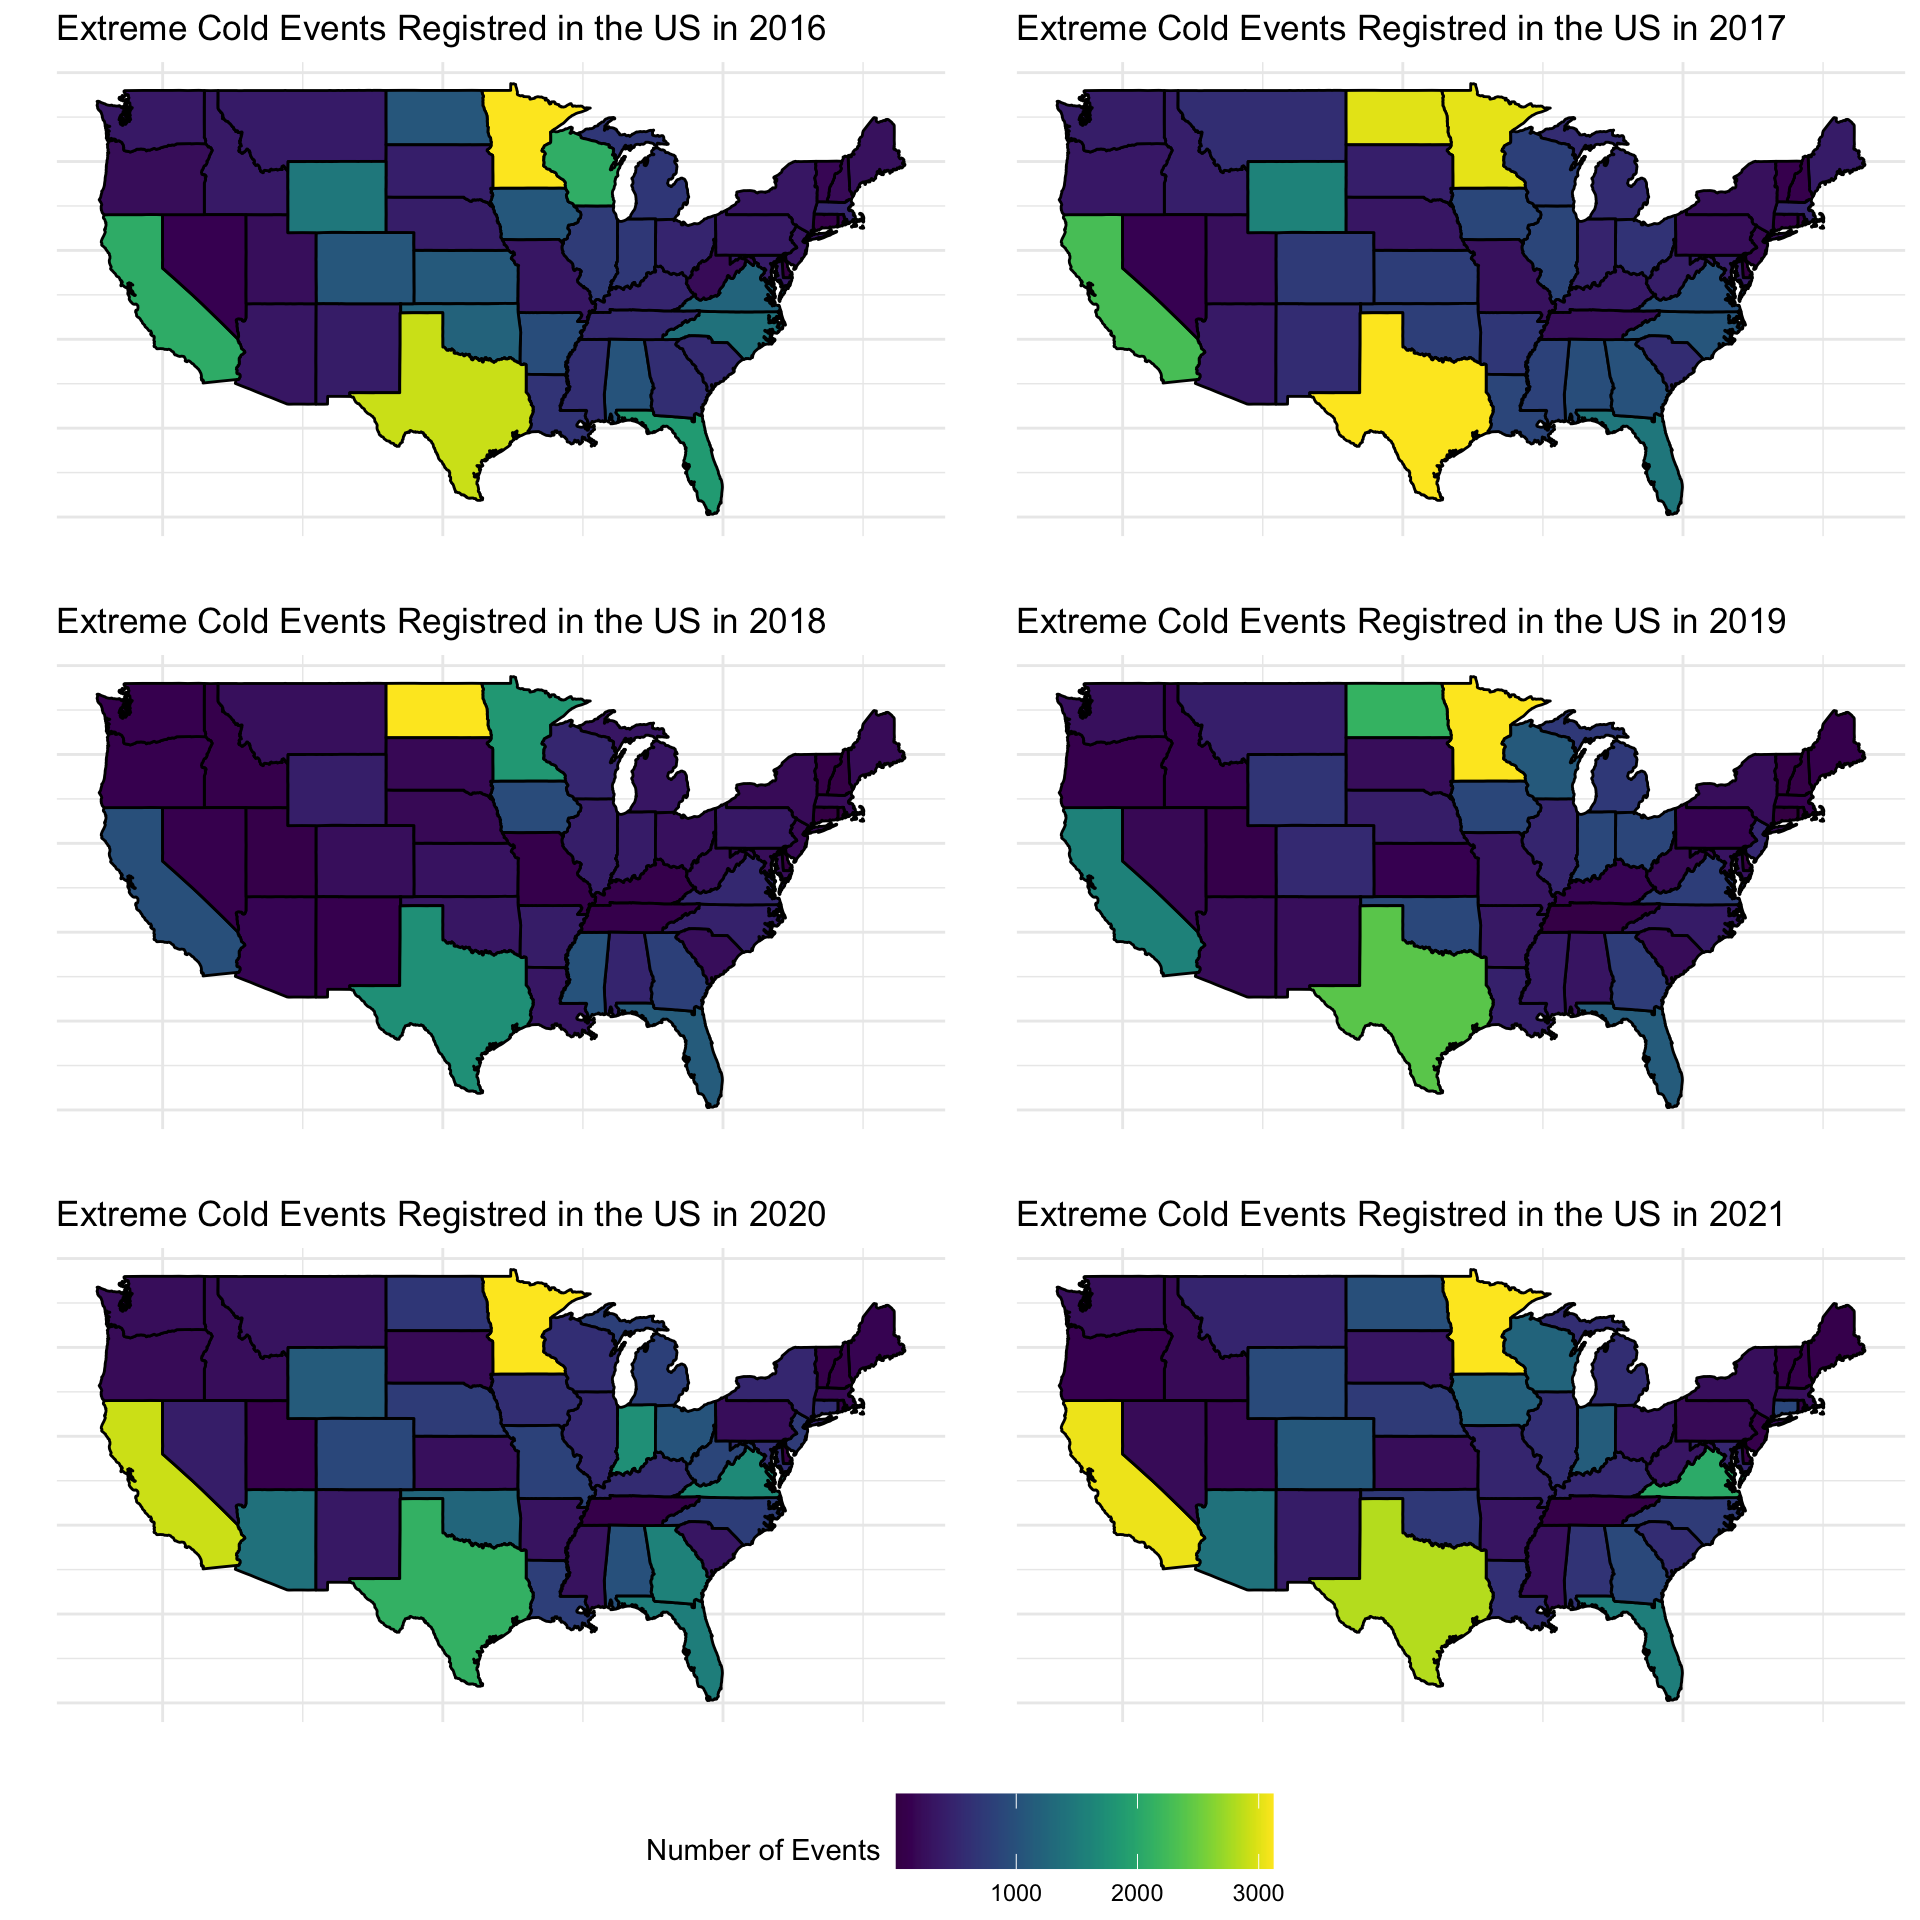 Extreme Cold Events Registred in the US in 2016
Extreme Cold Events Registred in the US in 2017
Extreme Cold Events Registred in the US in 2018
Extreme Cold Events Registred in the US in 2019
Extreme Cold Events Registred in the US in 2020
Extreme Cold Events Registred in the US in 2021
Number of Events
1000 2000 3000